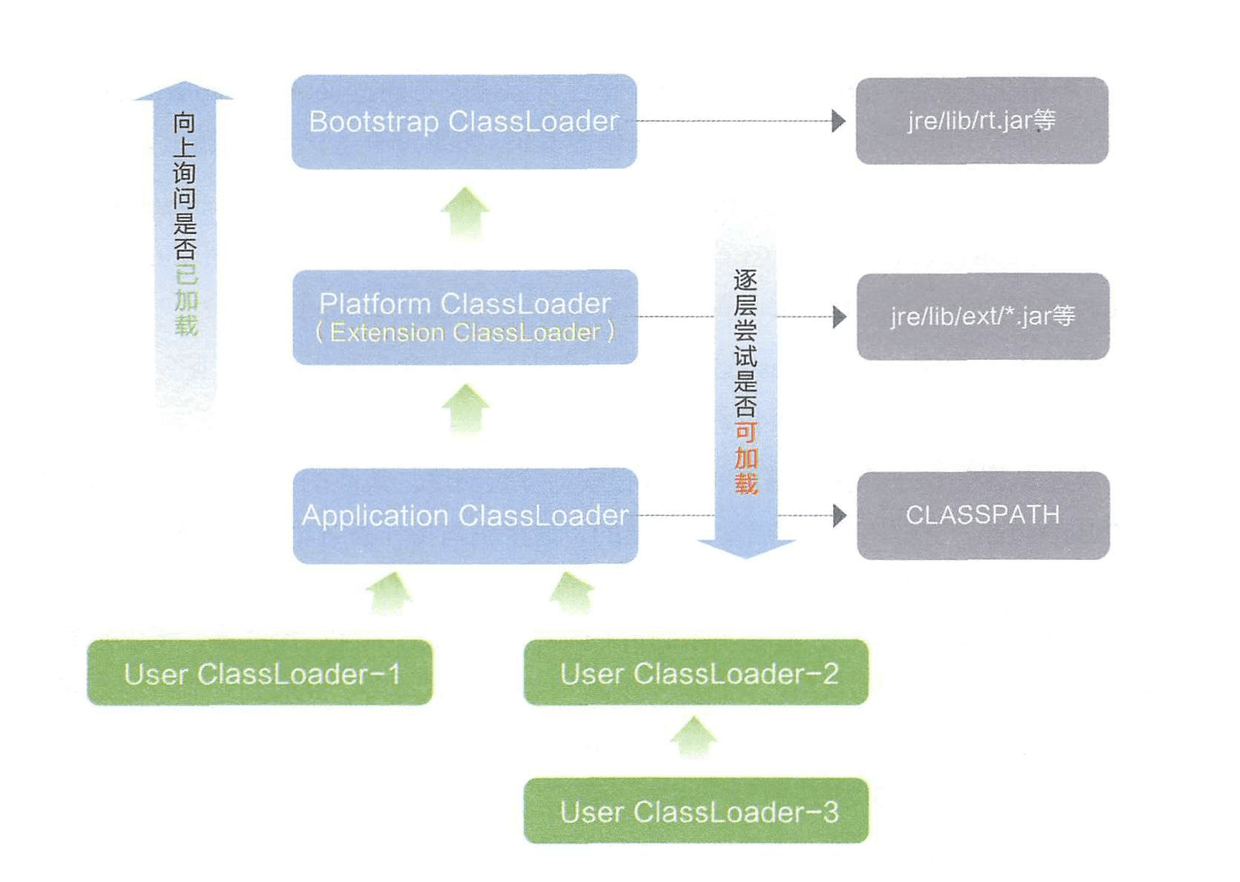 向上询问是否已加载
Bootstrap ClassLoader
jre/lib/rt.jar等
Platform ClassLoader
(Extension ClassLoader)
逐层尝试是否可加载
jre/lib/ext/*.jar等
Application ClassLoader
CLASSPATH
User ClassLoader-1
User ClassLoader-2
User ClassLoader-3